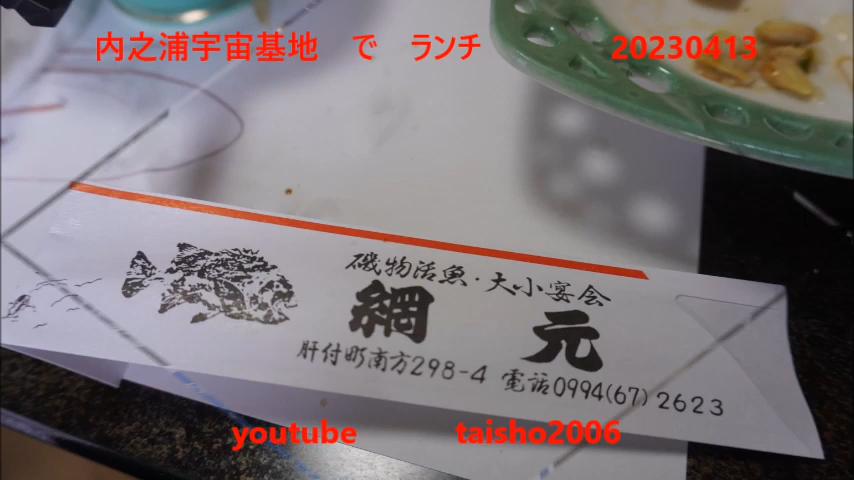 内之浦宇宙基地 で ランチ 20230413
磯物活魚・大小宴会
網元
肝付町南方298-4 電話0994(67)2623
youtube taisho2006